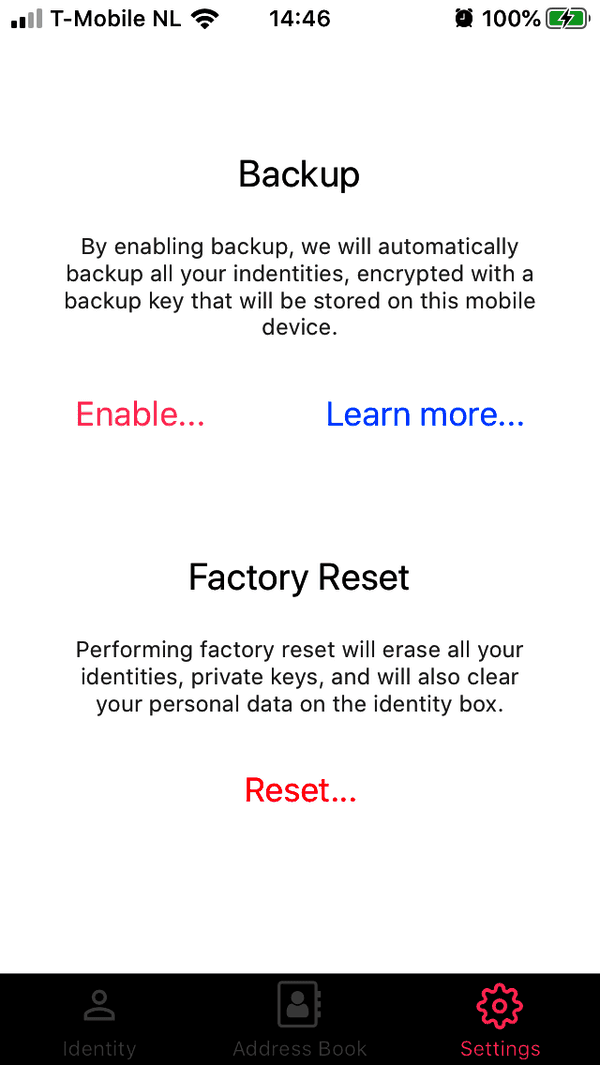 T-Mobile NL 14:46 100%
Backup
By enabling backup, we will automatically
backup all your indentities, encrypted with a
backup key that will be stored on this mobile
device.
Enable... Learn more...
Factory Reset
Performing factory reset will erase all your
identities, private keys, and will also clear
your personal data on the identity box.
Reset...
Identity Address Book Settings